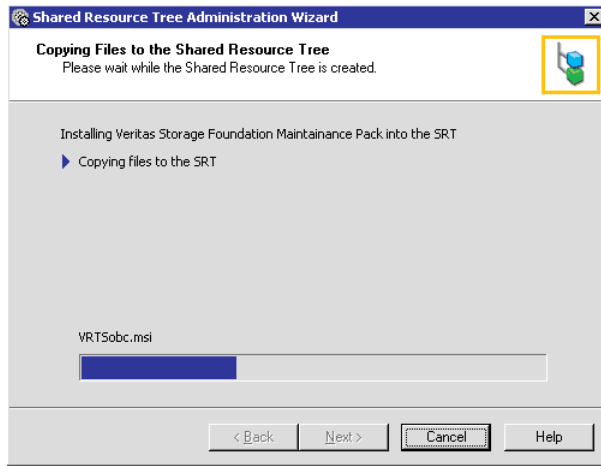 Shared Resource Tree Administration Wizard
Copying Files to the Shared Resource Tree
Please wait while the Shared Resource Tree is created.
Installing Veritas Storage Foundation Maintainance Pack into the SRT
Copying files to the SRT
VRTSobc.msi
< Back Next > Cancel Help